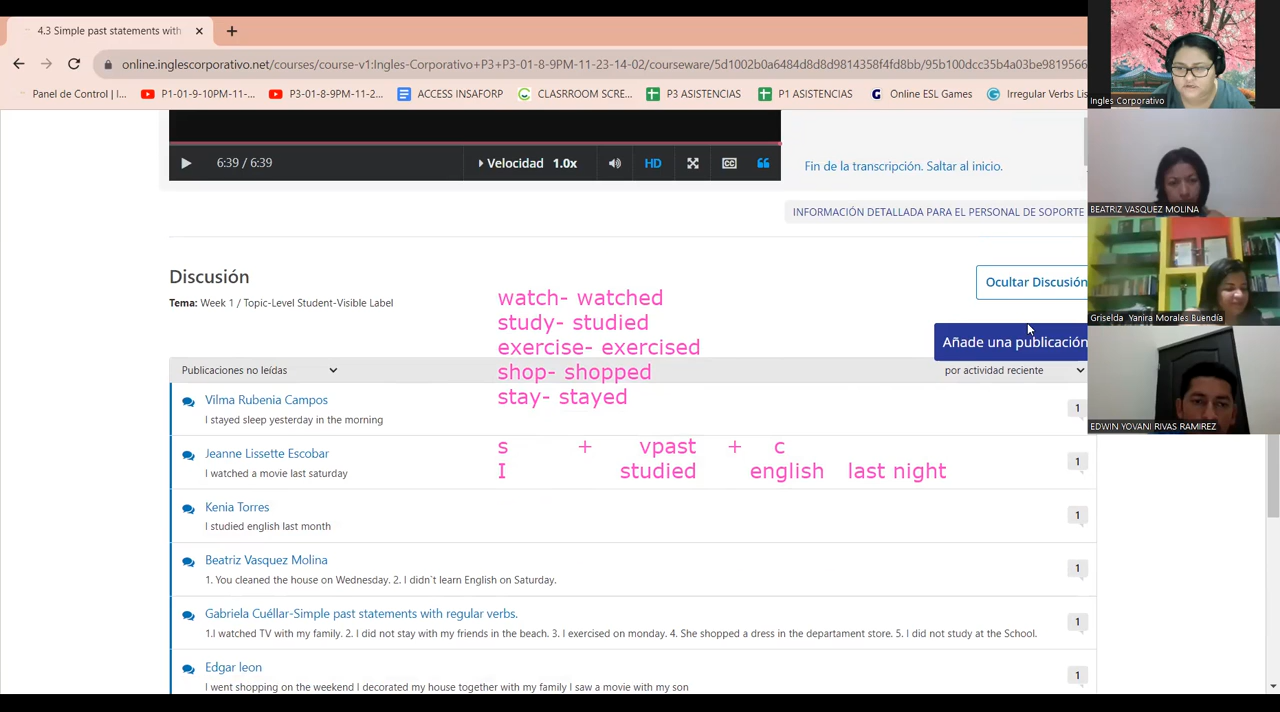 4.3 Simple past statements with
online.inglescorporativo.net/courses/course-v1:Ingles-Corporativo+P3+P3-01-8-9PM-11-23-14-02/courseware/5d1002b0a6484d8d8d9814358f4fd8bb/95b100dcc35b4a03be9819566
Panel de Control | I...
P1-01-9-10PM-11-...
P3-01-8-9PM-11-2...
ACCESS INSAFORP
CLASRROOM SCRE...
P3 ASISTENCIAS
P1 ASISTENCIAS
Online ESL Games
Irregular Verbs Lis
Ingles Corporativo
6:39 / 6:39
Velocidad 1.0x
HD
CC
Fin de la transcripción. Saltar al inicio.
INFORMACIÓN DETALLADA PARA EL PERSONAL DE SOPORTE
BEATRIZ VASQUEZ MOLINA
Discusión
Ocultar Discusión
Tema: Week 1 / Topic-Level Student-Visible Label
watch- watched
study- studied
exercise- exercised
shop- shopped
stay- stayed
Griselda Yanira Morales Buendía
Añade una publicación
Publicaciones no leídas
por actividad reciente
Vilma Rubenia Campos
I stayed sleep yesterday in the morning
1
EDWIN YOVANI RIVAS RAMIREZ
s + vpast + c
I studied english last night
Jeanne Lissette Escobar
I watched a movie last saturday
1
Kenia Torres
I studied english last month
1
Beatriz Vasquez Molina
1. You cleaned the house on Wednesday. 2. I didn´t learn English on Saturday.
1
Gabriela Cuéllar-Simple past statements with regular verbs.
1.I watched TV with my family. 2. I did not stay with my friends in the beach. 3. I exercised on monday. 4. She shopped a dress in the departament store. 5. I did not study at the School.
1
Edgar leon
I went shopping on the weekend I decorated my house together with my family I saw a movie with my son
1